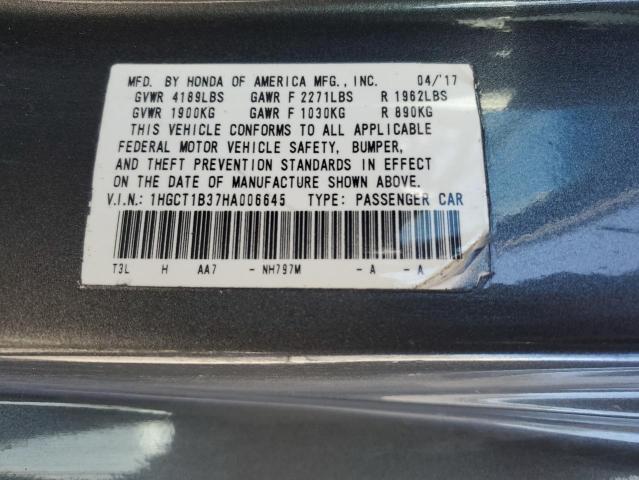 MFD. BY HONDA OF AMERICA MFG., INC. 04/'17
GVWR 4189LBS GAWR F 2271LBS R 1962LBS
GVWR 1900KG GAWR F 1030KG R 890KG
THIS VEHICLE CONFORMS TO ALL APPLICABLE
FEDERAL MOTOR VEHICLE SAFETY, BUMPER,
AND THEFT PREVENTION STANDARDS IN EFFECT
ON THE DATE OF MANUFACTURE SHOWN ABOVE.
V.I.N.: 1HGCT1B37HA006645 TYPE: PASSENGER CAR
T3L H AA7 - NH797M - A - A